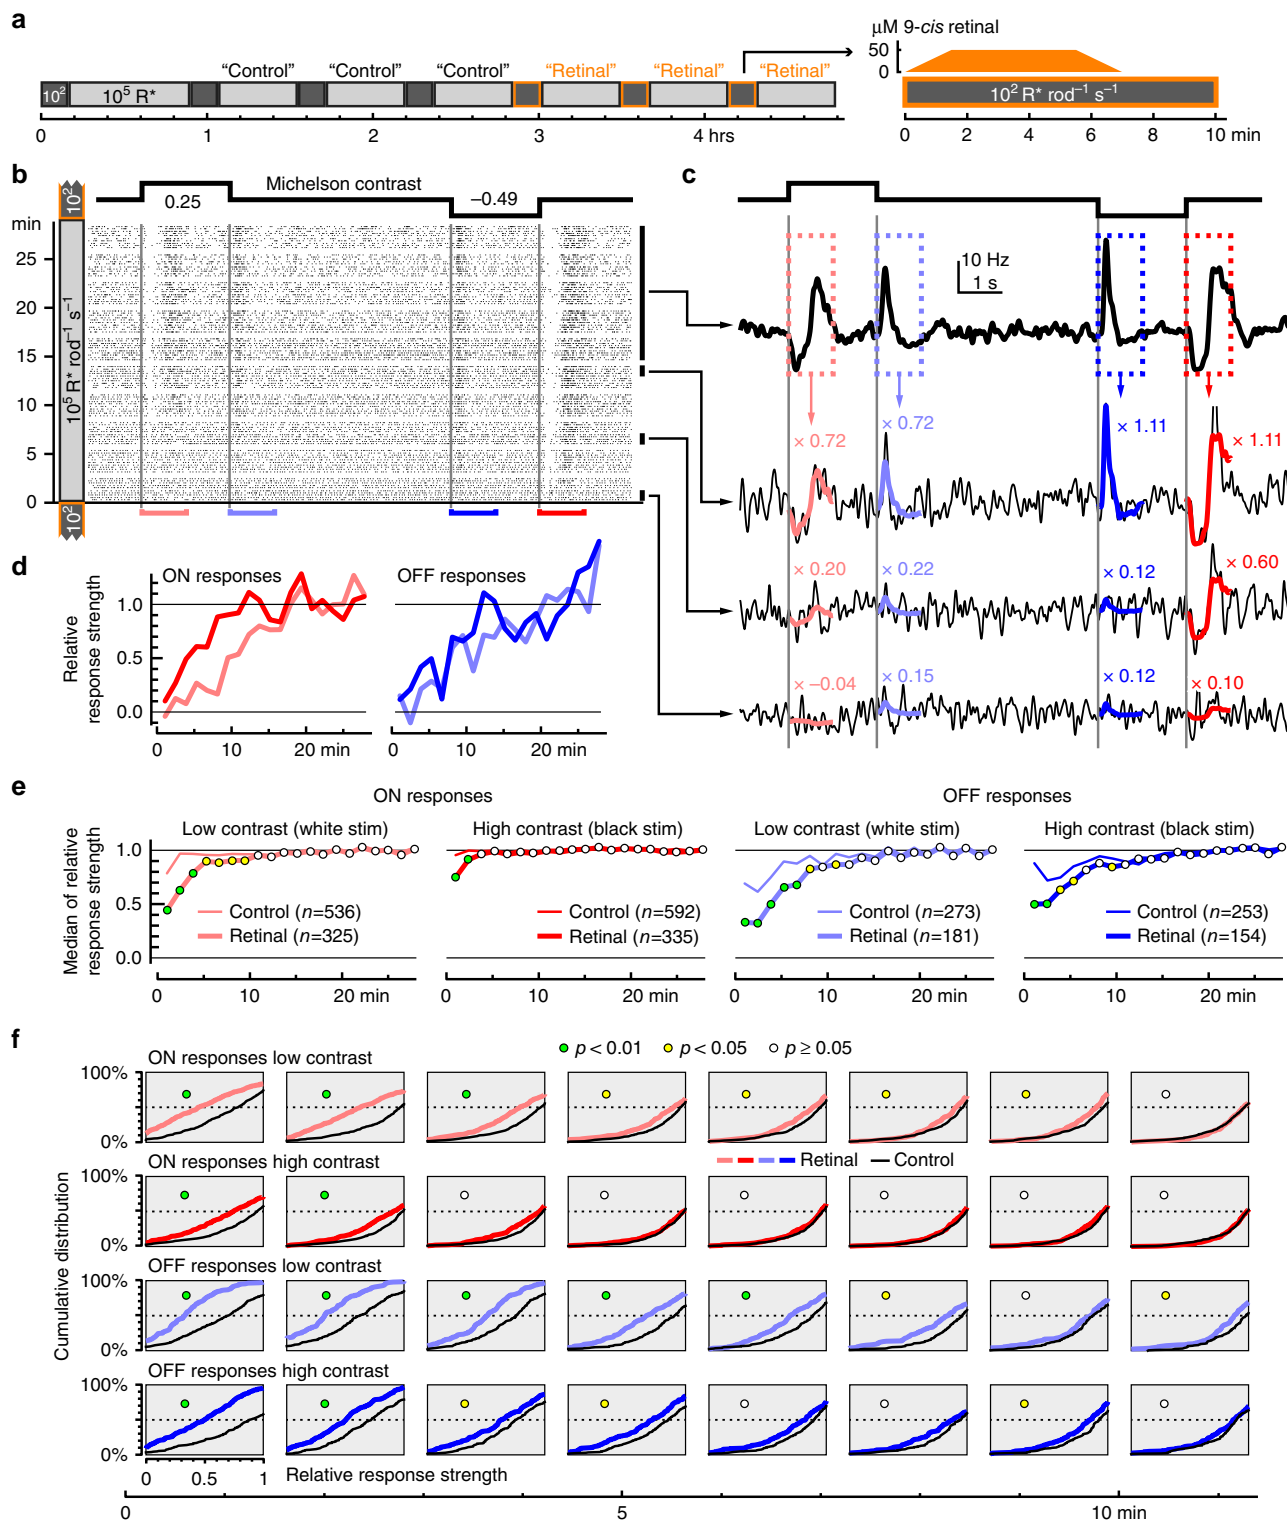 a
μM 9-cis retinal
50
0
"Control" "Control" "Control" "Retinal" "Retinal" "Retinal"
10² 10⁵ R*
10² R* rod⁻¹ s⁻¹
0 1 2 3 4 hrs
0 2 4 6 8 10 min
b
Michelson contrast
0.25
−0.49
10²
min
25
20
15
10
5
0
10⁵ R* rod⁻¹ s⁻¹
10²
c
10 Hz
1 s
× 0.72 × 0.72 × 1.11 × 1.11
× 0.20 × 0.22 × 0.12 × 0.60
× −0.04 × 0.15 × 0.12 × 0.10
d
ON responses OFF responses
Relative
response strength
1.0
0.5
0.0
0 10 20 min
0 10 20 min
e
ON responses OFF responses
Low contrast (white stim) High contrast (black stim) Low contrast (white stim) High contrast (black stim)
Median of relative
response strength
1.0
0.5
0.0
Control (n=536)
Retinal (n=325)
Control (n=592)
Retinal (n=335)
Control (n=273)
Retinal (n=181)
Control (n=253)
Retinal (n=154)
0 10 20 min
0 10 20 min
0 10 20 min
0 10 20 min
f
p < 0.01 p < 0.05 p ≥ 0.05
Cumulative distribution
ON responses low contrast
100%
0%
ON responses high contrast
Retinal Control
100%
0%
OFF responses low contrast
100%
0%
OFF responses high contrast
100%
0%
0 0.5 1 Relative response strength
0 5 10 min